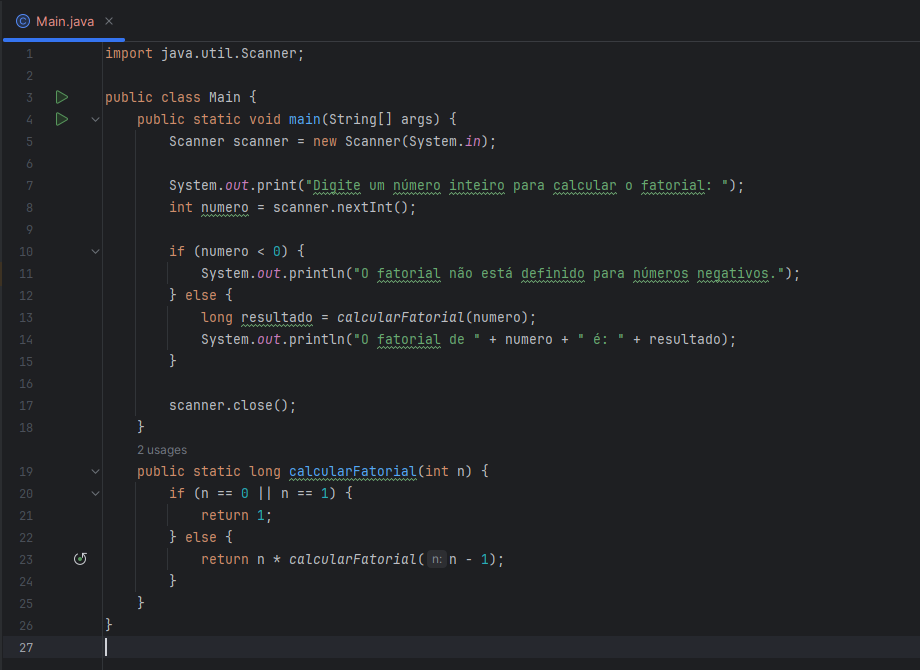 Main.java
1 import java.util.Scanner;
2
3 public class Main {
4 public static void main(String[] args) {
5 Scanner scanner = new Scanner(System.in);
6
7 System.out.print("Digite um número inteiro para calcular o fatorial: ");
8 int numero = scanner.nextInt();
9
10 if (numero < 0) {
11 System.out.println("O fatorial não está definido para números negativos.");
12 } else {
13 long resultado = calcularFatorial(numero);
14 System.out.println("O fatorial de " + numero + " é: " + resultado);
15 }
16
17 scanner.close();
18 }
2 usages
19 public static long calcularFatorial(int n) {
20 if (n == 0 || n == 1) {
21 return 1;
22 } else {
23 return n * calcularFatorial( n: n - 1);
24 }
25 }
26 }
27